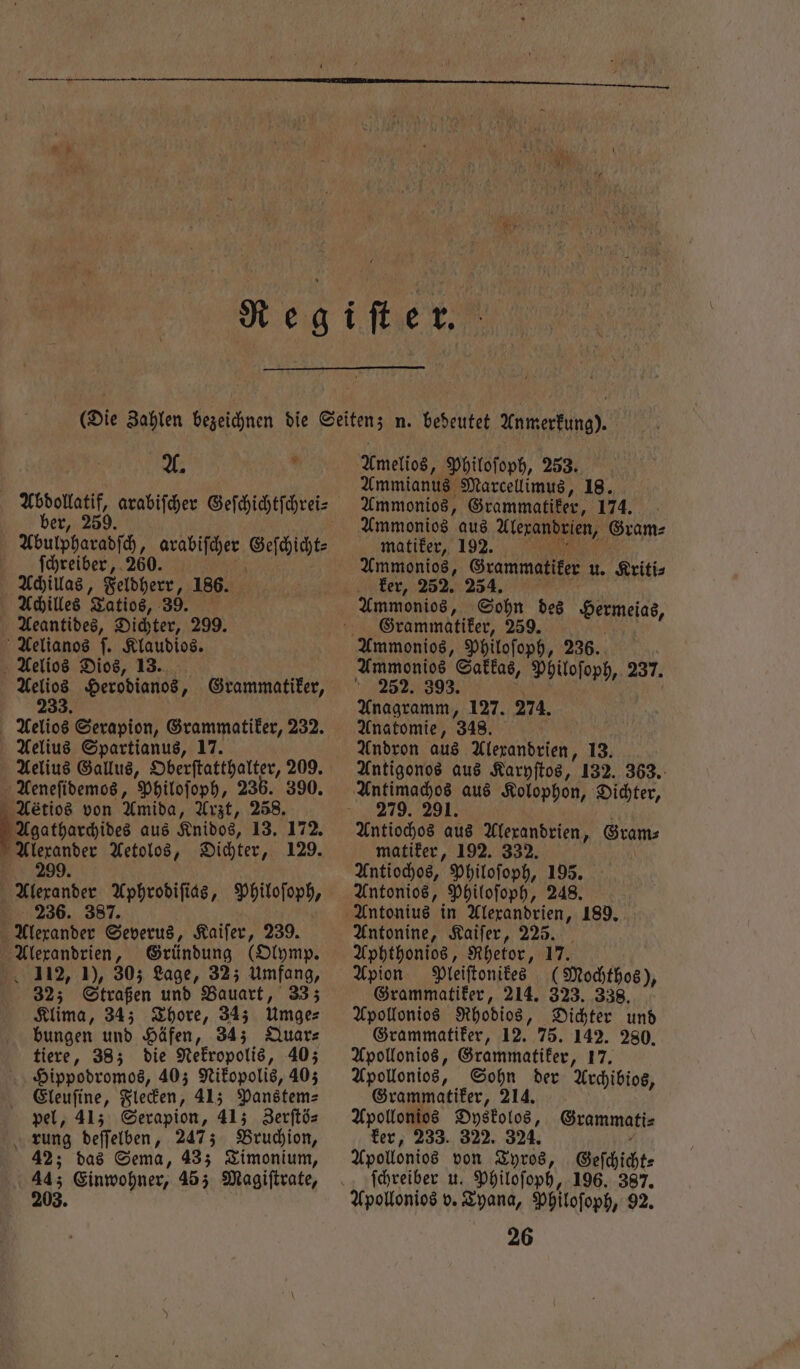 Regiſter.
(Die Zahlen bezeichnen die Seiten; n. bedeutet Anmerkung).
A.
Abdollatif, arabiſcher Geſchichtſchrei-
ber, 259.
Abulpharadſch, arabiſcher Geſchicht-
ſchreiber, 260.
Achillas, Feldherr, 186.
Achilles Tatios, 39.
Aeantides, Dichter, 299.
Aelianos ſ. Klaudios.
Aelios Dios, 13.
Aelios Herodianos, Grammatiker,
233.
Aelios Serapion, Grammatiker, 232.
Aelius Spartianus, 17.
Aelius Gallus, Oberſtatthalter, 209.
Aeneſidemos, Philoſoph, 236. 390.
Aëtios von Amida, Arzt, 258.
Agatharchides aus Knidos, 13. 172.
Alexander Aetolos, Dichter, 129.
299.
Alexander Aphrodiſias, Philoſoph,
236. 387.
Alexander Severus, Kaiſer, 239.
Alexandrien, Gründung (Olymp.
112, 1), 30; Lage, 32; Umfang,
32; Straßen und Bauart, 33;
Klima, 34; Thore, 34; Umge-
bungen und Häfen, 34; Quar-
tiere, 38; die Nekropolis, 40;
Hippodromos, 40; Nikopolis, 40;
Eleuſine, Flecken, 41; Panstem-
pel, 41; Serapion, 41; Zerſtö-
rung deſſelben, 247; Bruchion,
42; das Sema, 43; Timonium,
44; Einwohner, 45; Magiſtrate,
203.
Amelios, Philoſoph, 253.
Ammianus Marcellimus, 18.
Ammonios, Grammatiker, 174.
Ammonios aus Alexandrien, Gram-
matiker, 192.
Ammonios, Grammatiker u. Kriti-
ker, 252. 254.
Ammonios, Sohn des Hermeias,
Grammatiker, 259.
Ammonios, Philoſoph, 236.
Ammonios Sakkas, Philoſoph, 237.
252. 393.
Anagramm, 127. 274.
Anatomie, 348.
Andron aus Alexandrien, 13.
Antigonos aus Karyſtos, 132. 363.
Antimachos aus Kolophon, Dichter,
279. 291.
Antiochos aus Alexandrien, Gram-
matiker, 192. 332.
Antiochos, Philoſoph, 195.
Antonios, Philoſoph, 248.
Antonius in Alexandrien, 189.
Antonine, Kaiſer, 225.
Aphthonios, Rhetor, 17.
Apion Pleiſtonikes (Mochthos),
Grammatiker, 214. 323. 338.
Apollonios Rhodios, Dichter und
Grammatiker, 12. 75. 142. 280.
Apollonios, Grammatiker, 17.
Apollonios, Sohn der Archibios,
Grammatiker, 214.
Apollonios Dyskolos, Grammati-
ker, 233. 322. 324.
Apollonios von Tyros, Geſchicht-
ſchreiber u. Philoſoph, 196. 387.
Apollonios v. Tyana, Philoſoph, 92.
26